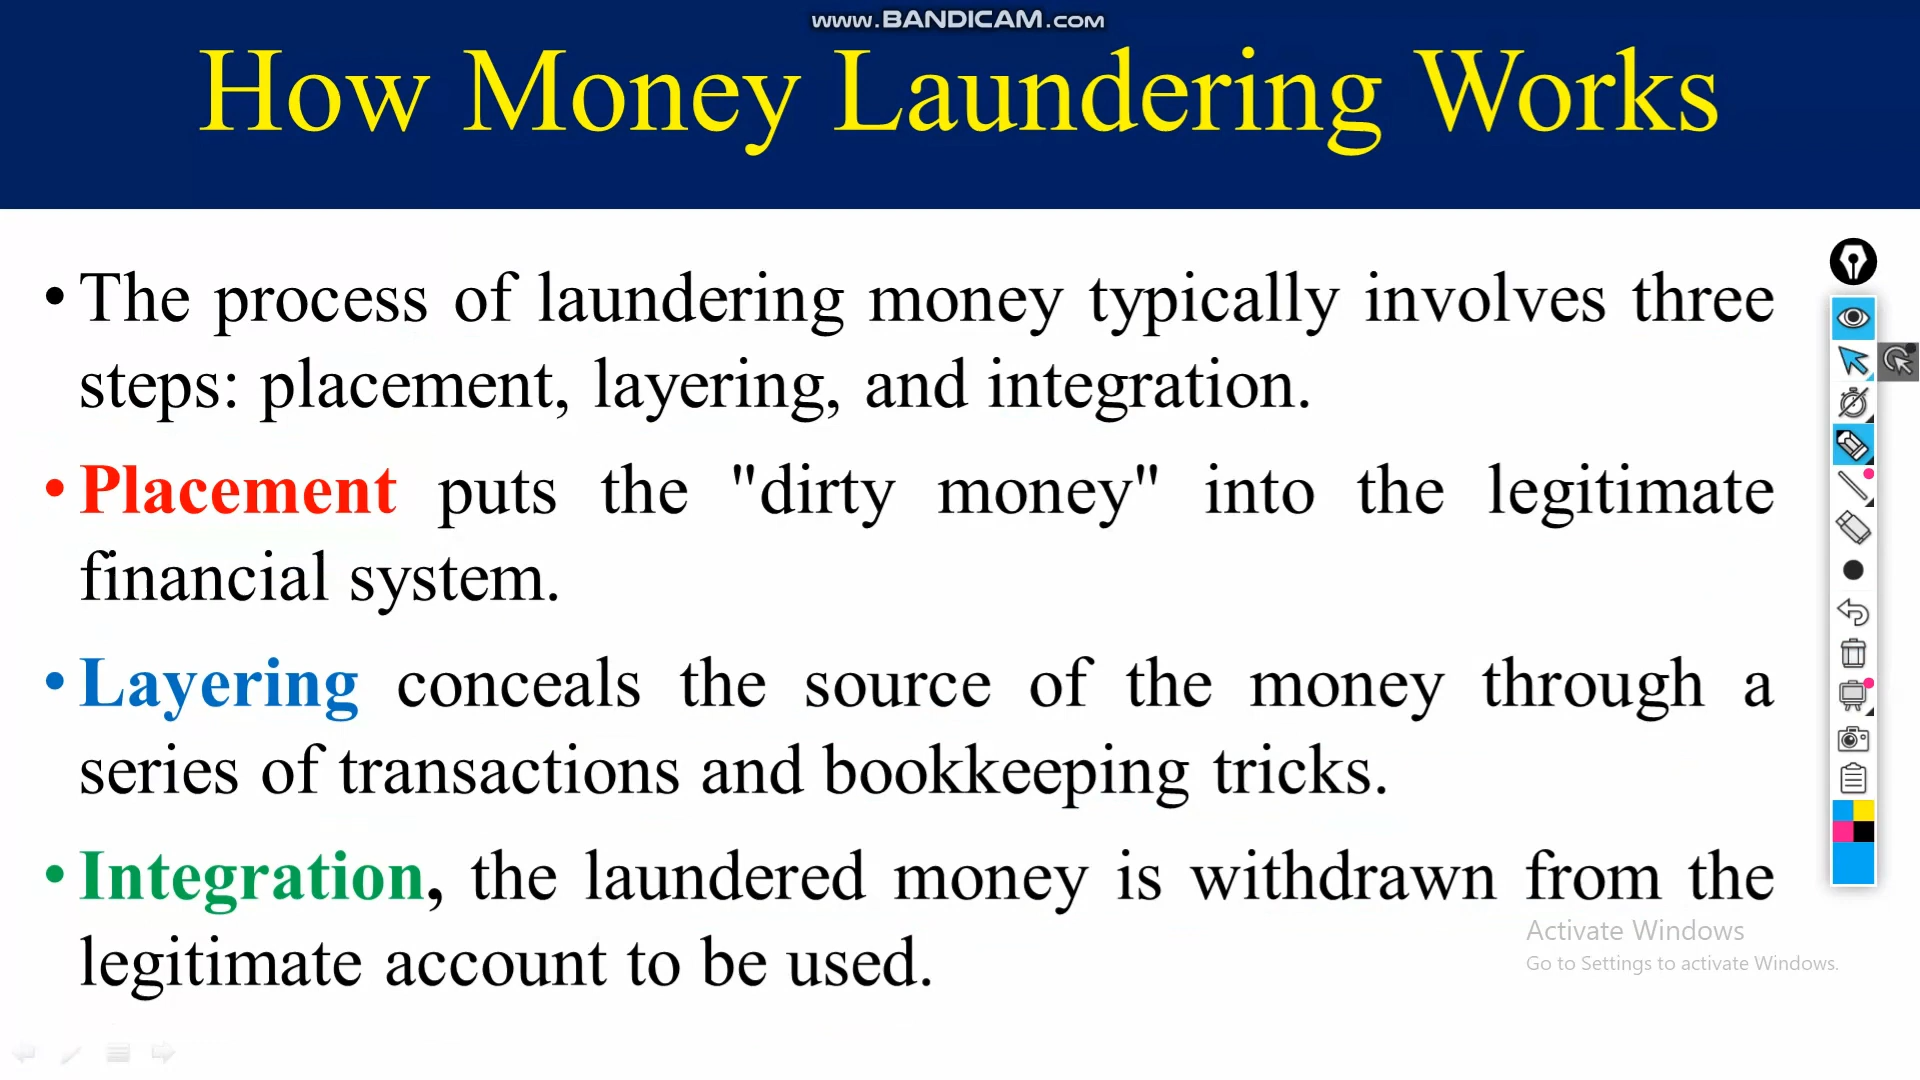 www.BANDICAM.com
How Money Laundering Works
• The process of laundering money typically involves three
steps: placement, layering, and integration.
• Placement puts the "dirty money" into the legitimate
financial system.
• Layering conceals the source of the money through a
series of transactions and bookkeeping tricks.
• Integration, the laundered money is withdrawn from the
legitimate account to be used.
Activate Windows
Go to Settings to activate Windows.